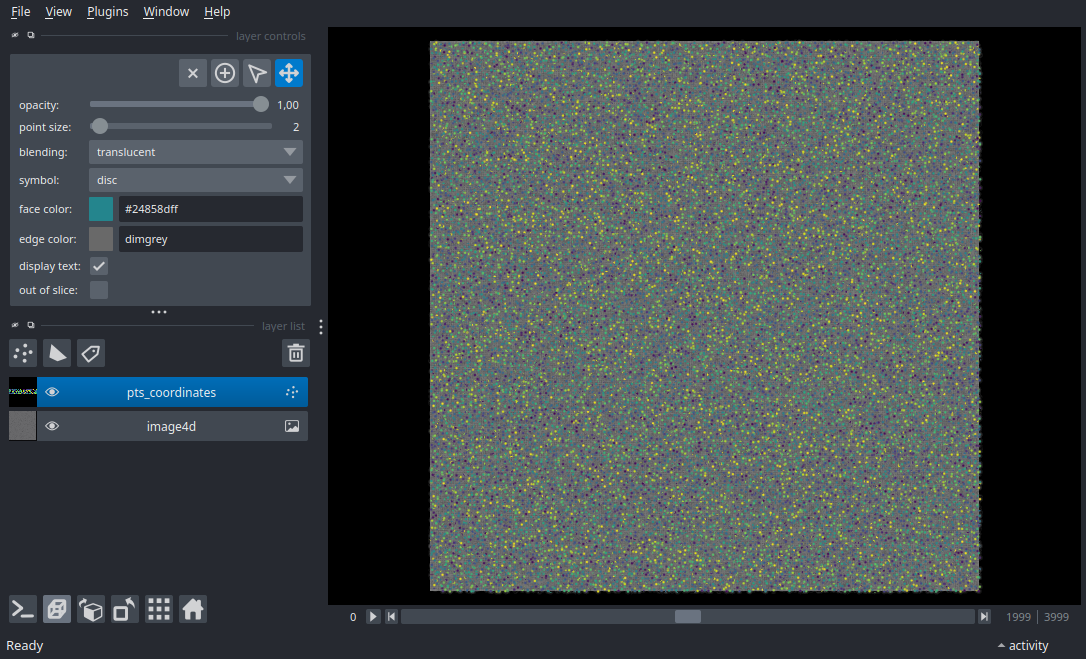 File View Plugins Window Help
layer controls
opacity: 1,00
point size: 2
blending: translucent
symbol: disc
face color: #24858dff
edge color: dimgrey
display text:
out of slice:
layer list
pts_coordinates
image4d
0 1999 3999
Ready activity